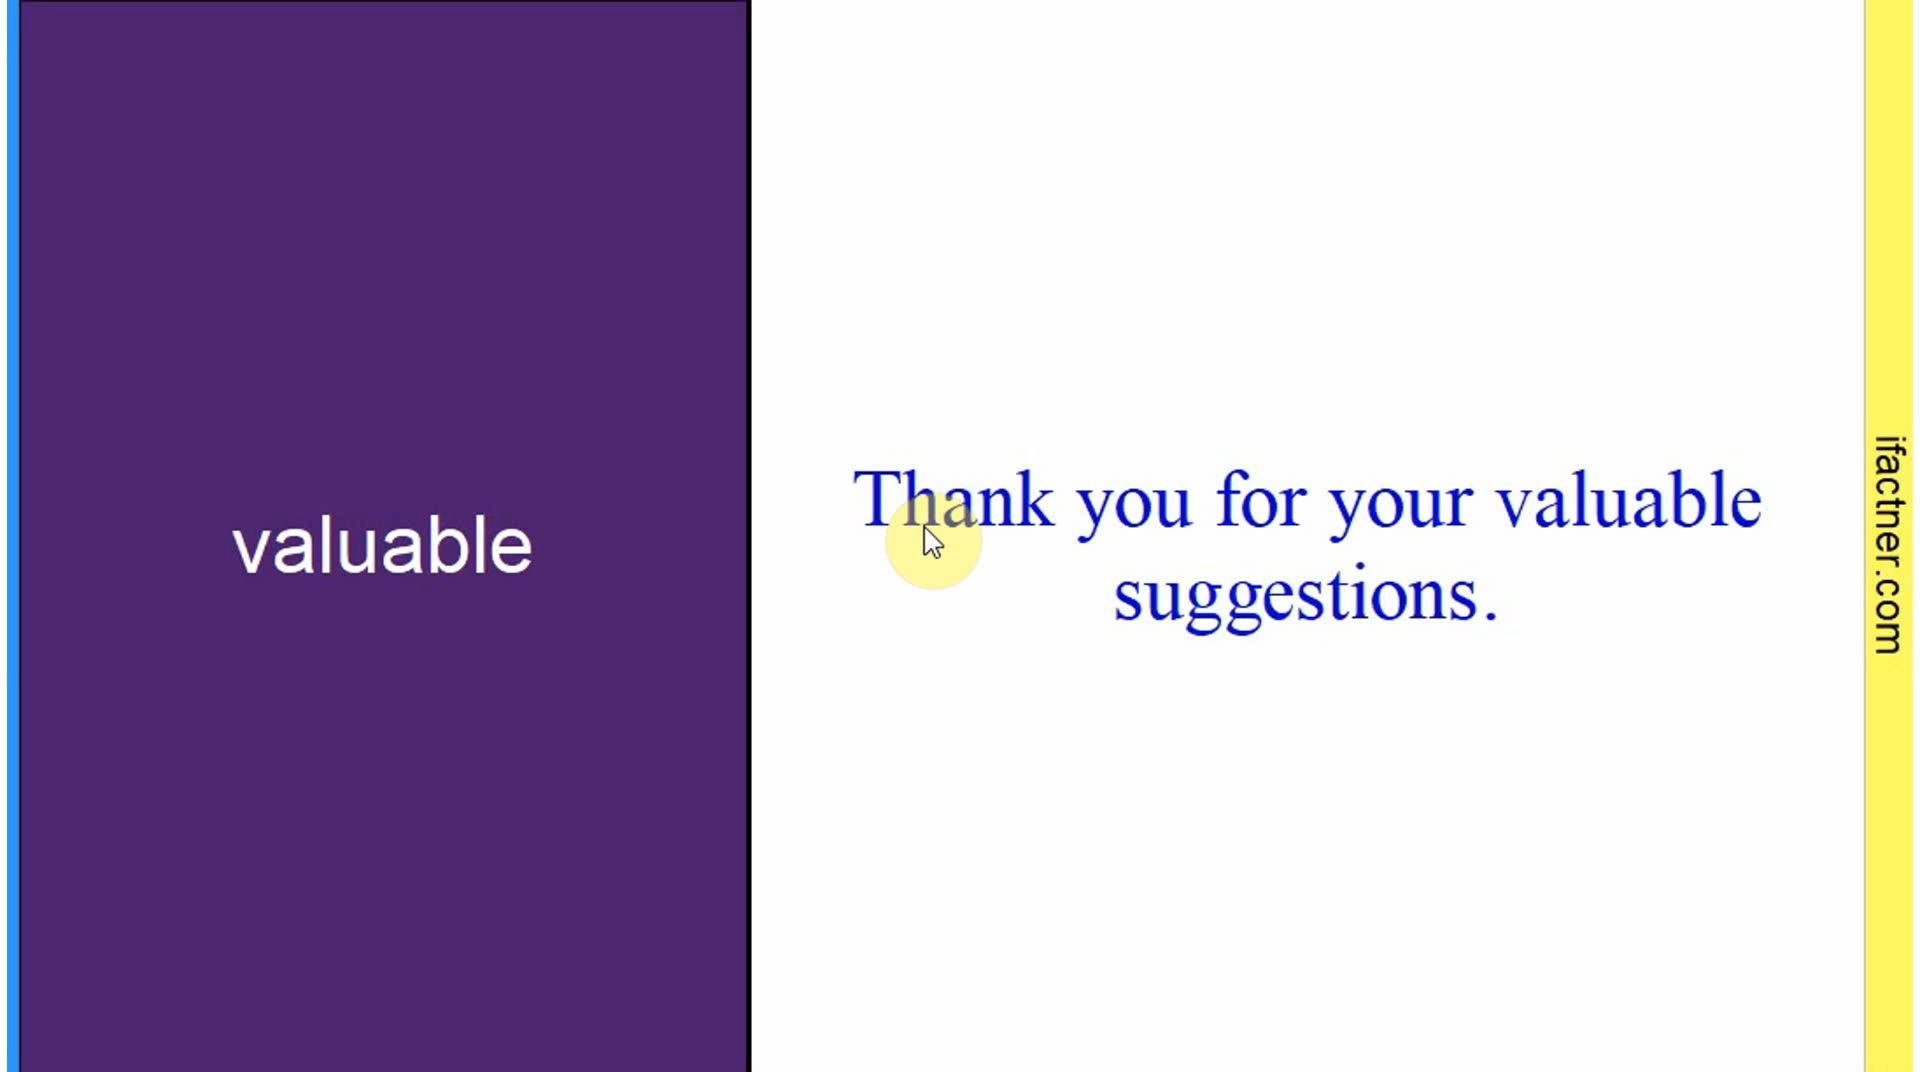 valuable
Thank you for your valuable
suggestions.
ifactner.com